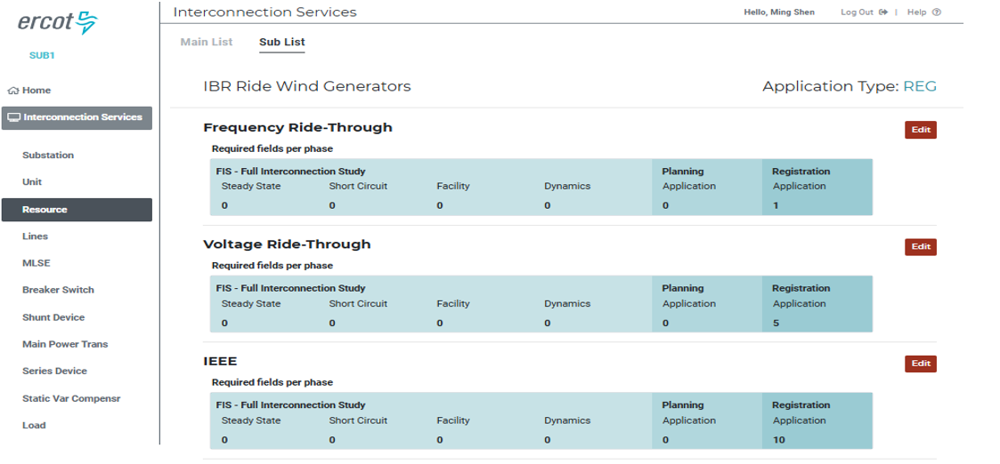 ercot
Interconnection Services
Hello, Ming Shen Log Out | Help
SUB1
Main List Sub List
Home
Interconnection Services
Substation
Unit
Resource
Lines
MLSE
Breaker Switch
Shunt Device
Main Power Trans
Series Device
Static Var Compensr
Load
IBR Ride Wind Generators
Application Type: REG
Frequency Ride-Through
Edit
Required fields per phase
FIS - Full Interconnection Study Planning Registration
Steady State Short Circuit Facility Dynamics Application Application
0 0 0 0 0 1
Voltage Ride-Through
Edit
Required fields per phase
FIS - Full Interconnection Study Planning Registration
Steady State Short Circuit Facility Dynamics Application Application
0 0 0 0 0 5
IEEE
Edit
Required fields per phase
FIS - Full Interconnection Study Planning Registration
Steady State Short Circuit Facility Dynamics Application Application
0 0 0 0 0 10